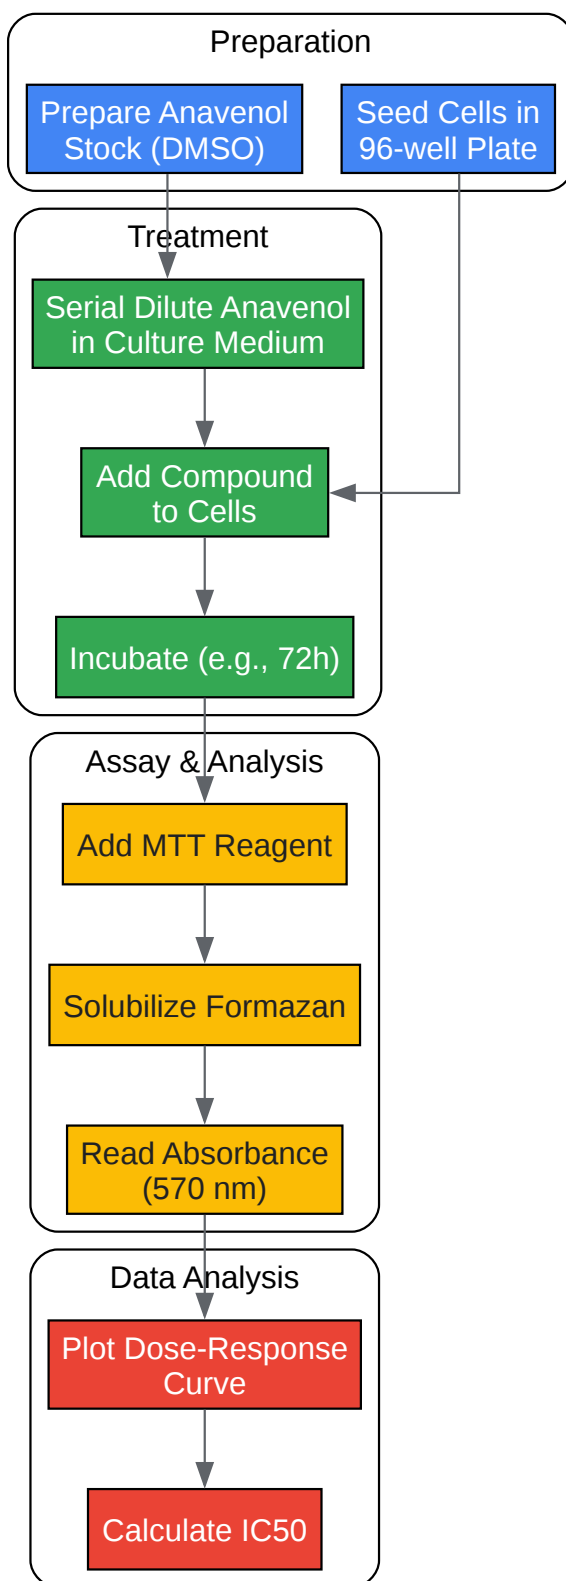 Preparation
Prepare Anavenol
Stock (DMSO)
Seed Cells in
96-well Plate
Treatment
Serial Dilute Anavenol
in Culture Medium
Add Compound
to Cells
Incubate (e.g., 72h)
Assay & Analysis
Add MTT Reagent
Solubilize Formazan
Read Absorbance
(570 nm)
Data Analysis
Plot Dose-Response
Curve
Calculate IC50